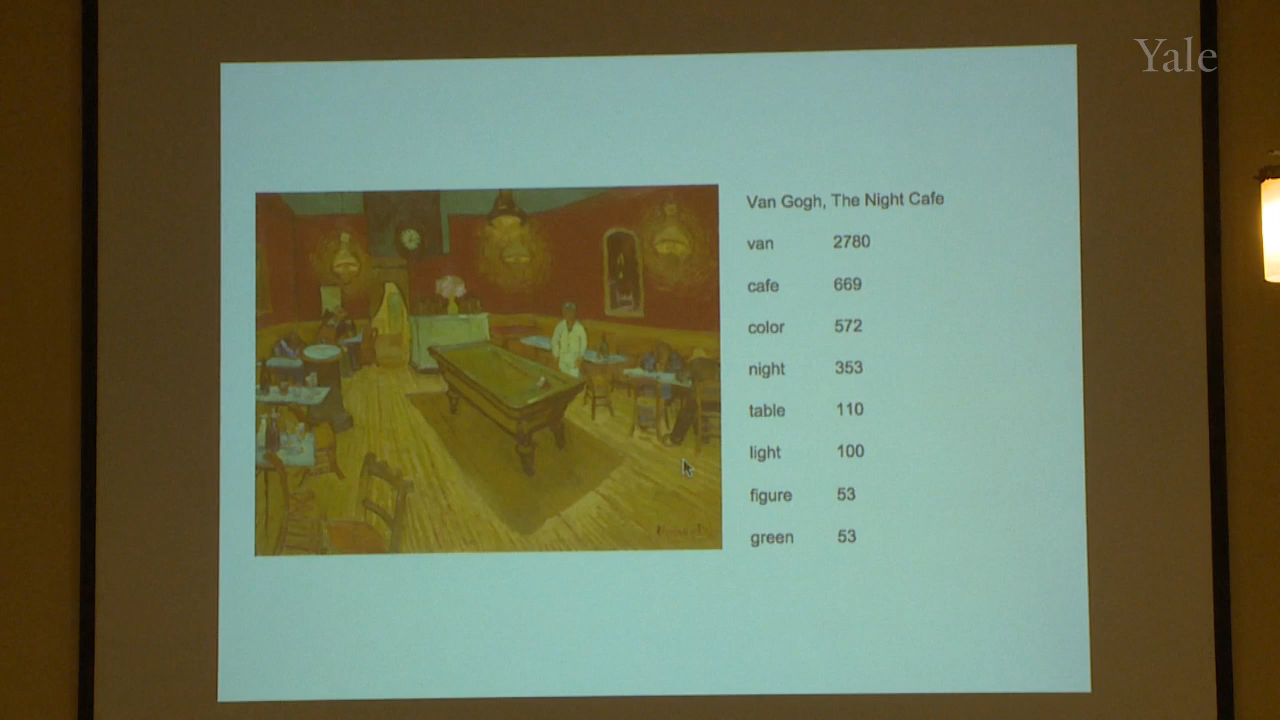 Yale
Van Gogh, The Night Cafe
van 2780
cafe 669
color 572
night 353
table 110
light 100
figure 53
green 53